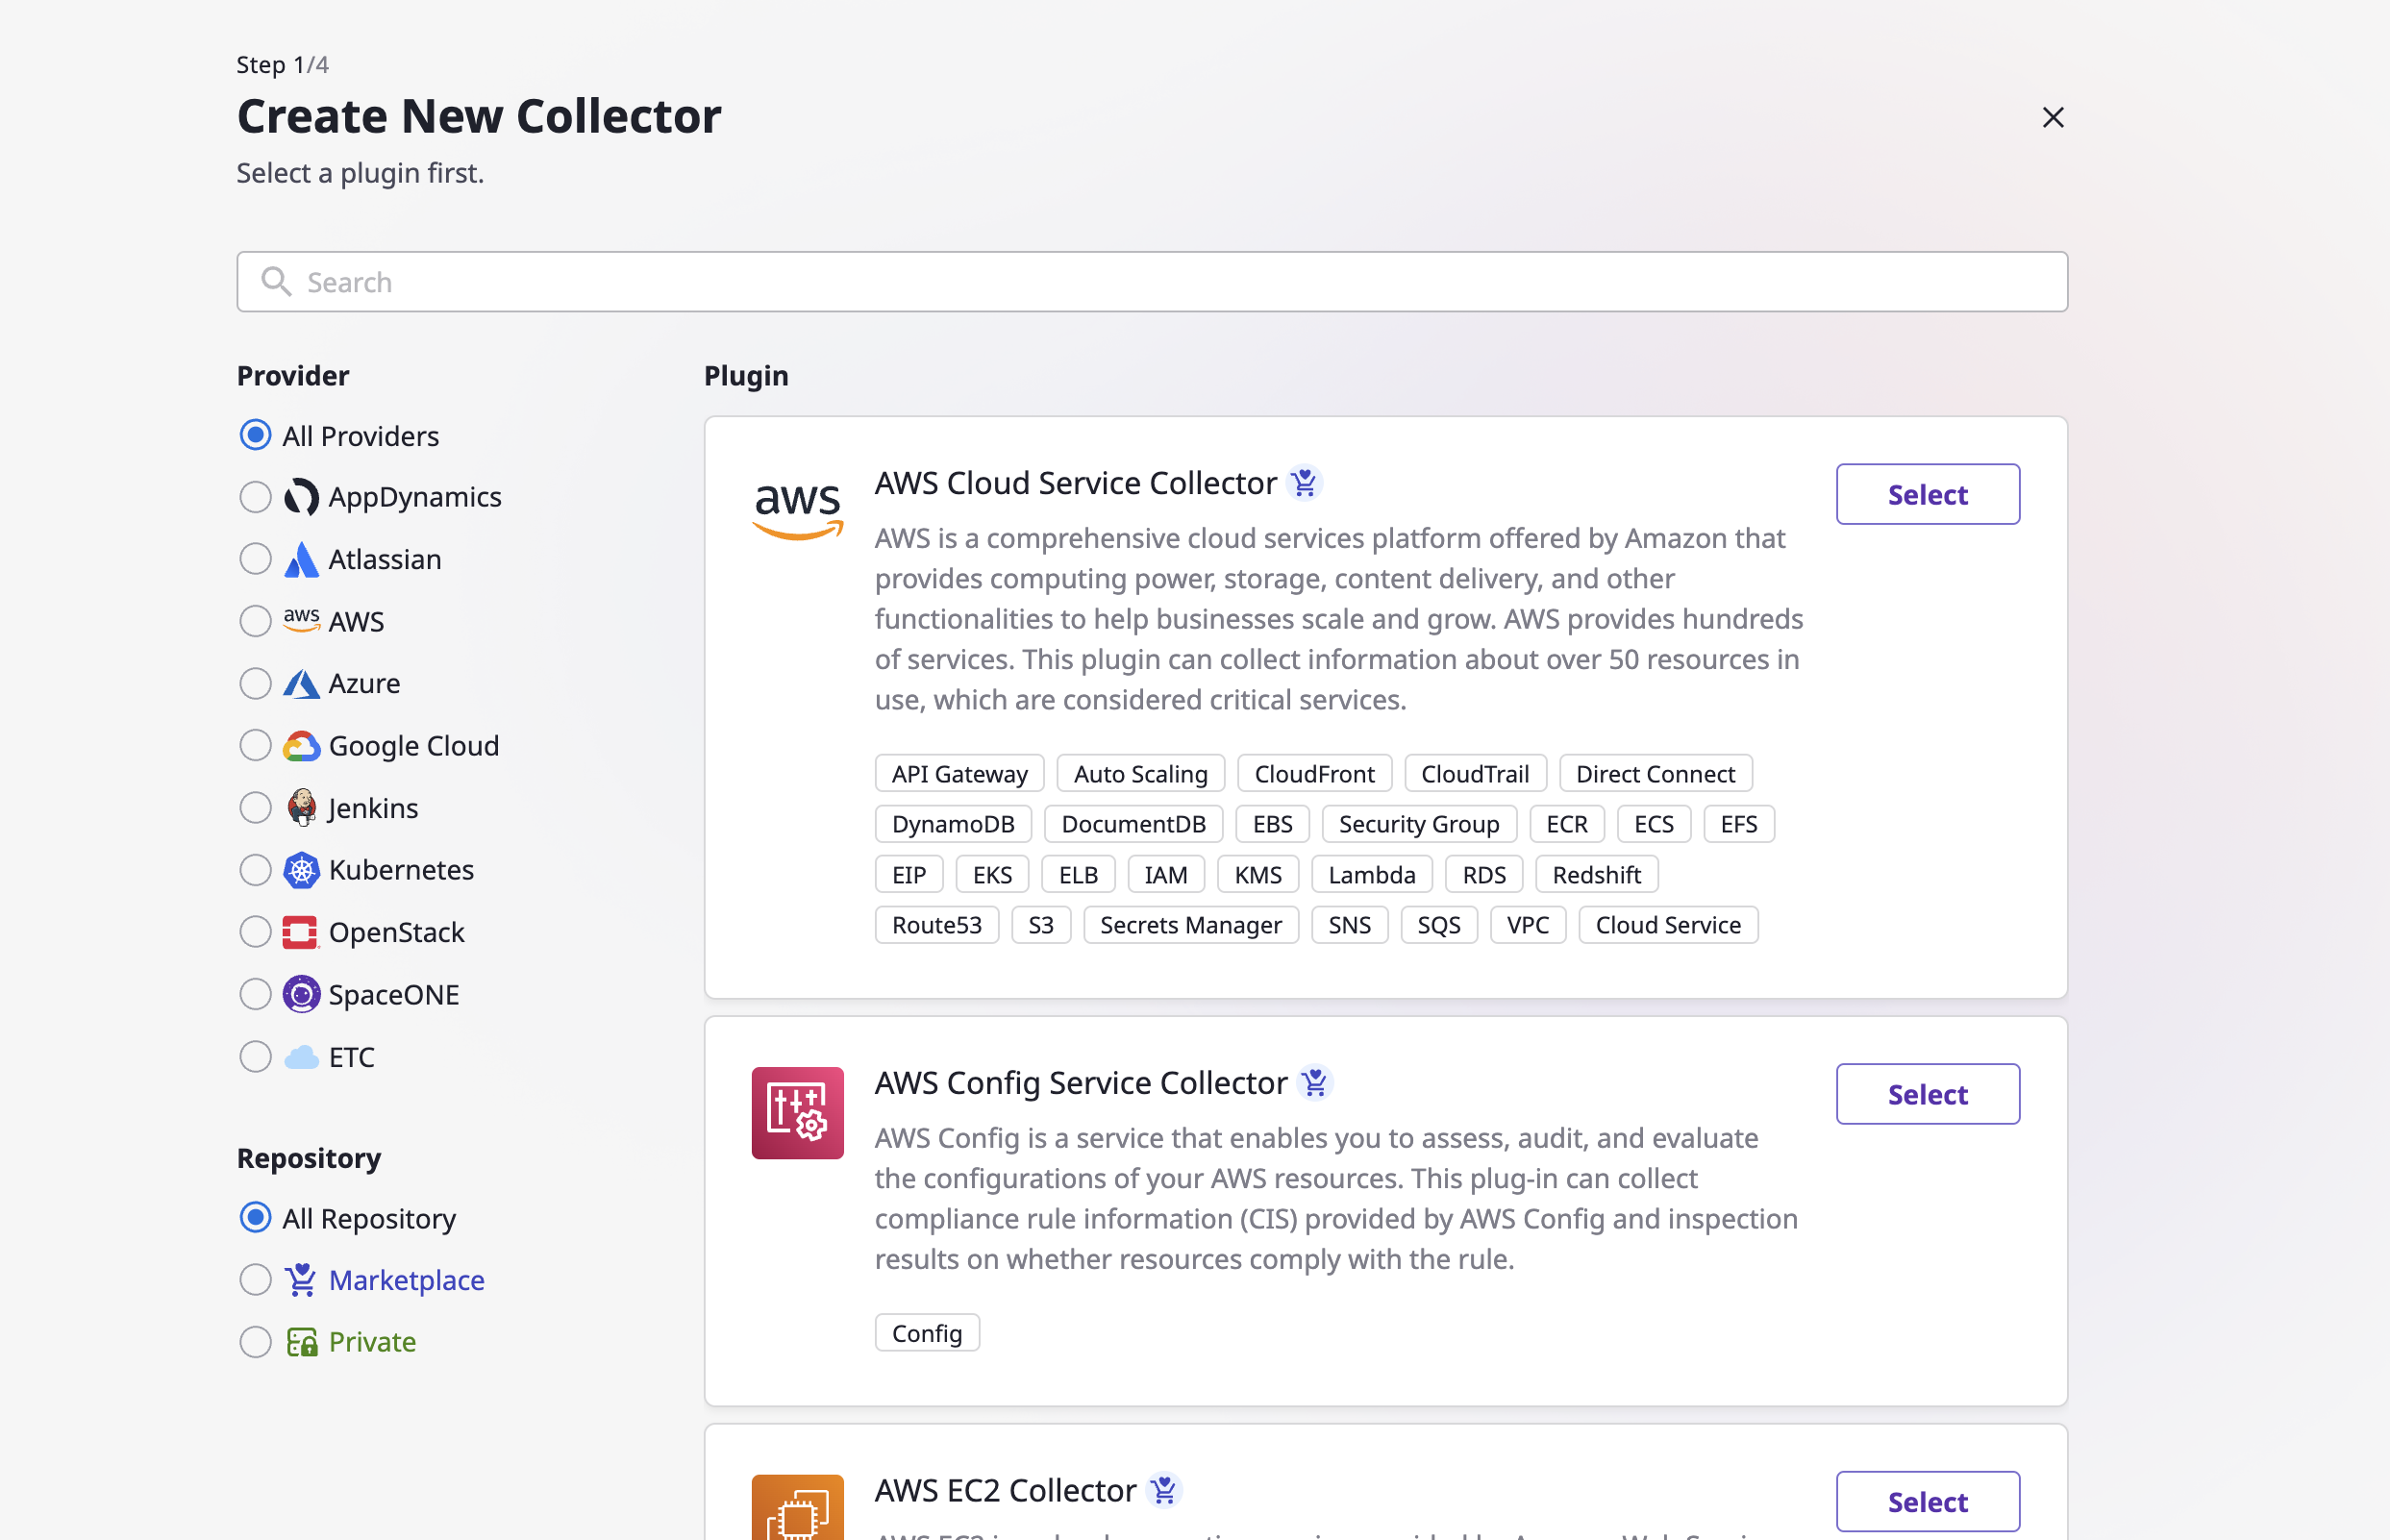 Step 1/4
Create New Collector
Select a plugin first.
Search
Provider
All Providers
AppDynamics
Atlassian
aws AWS
Azure
Google Cloud
Jenkins
Kubernetes
OpenStack
SpaceONE
ETC
Repository
All Repository
Marketplace
Private
Plugin
aws
AWS Cloud Service Collector
Select
AWS is a comprehensive cloud services platform offered by Amazon that
provides computing power, storage, content delivery, and other
functionalities to help businesses scale and grow. AWS provides hundreds
of services. This plugin can collect information about over 50 resources in
use, which are considered critical services.
API Gateway Auto Scaling CloudFront CloudTrail Direct Connect
DynamoDB DocumentDB EBS Security Group ECR ECS EFS
EIP EKS ELB IAM KMS Lambda RDS Redshift
Route53 S3 Secrets Manager SNS SQS VPC Cloud Service
AWS Config Service Collector
Select
AWS Config is a service that enables you to assess, audit, and evaluate
the configurations of your AWS resources. This plug-in can collect
compliance rule information (CIS) provided by AWS Config and inspection
results on whether resources comply with the rule.
Config
AWS EC2 Collector
Select